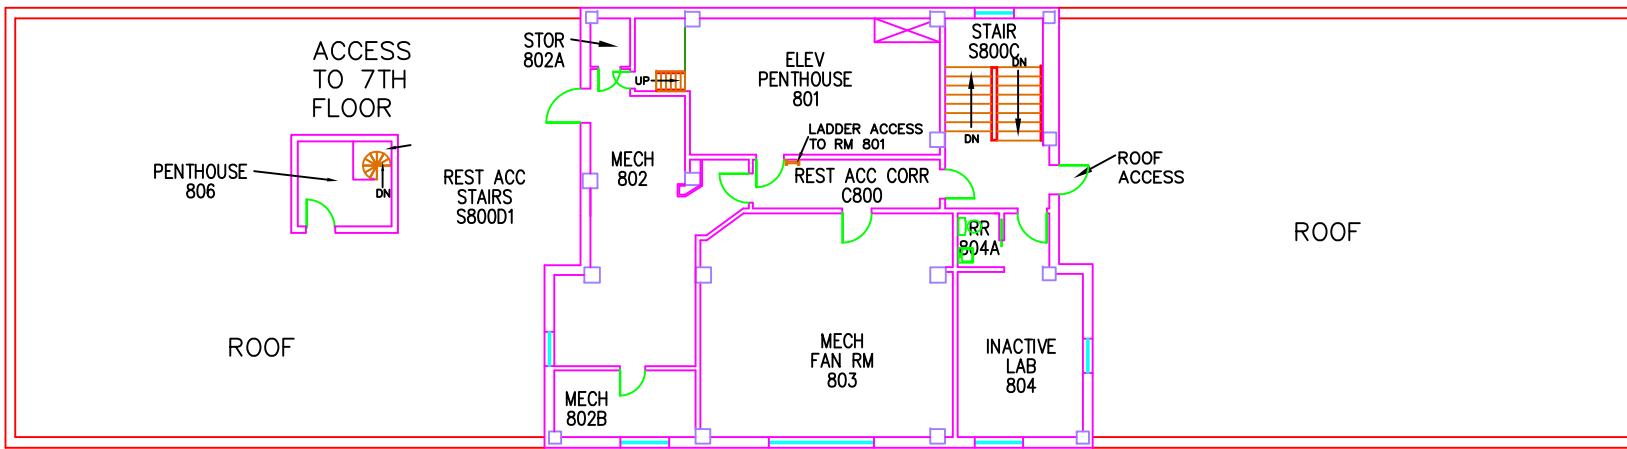 ACCESS
TO 7TH
FLOOR
PENTHOUSE
806
DN
REST ACC
STAIRS
S800D1
ROOF
STOR
802A
UP
MECH
802
ELEV
PENTHOUSE
801
LADDER ACCESS
TO RM 801
REST ACC CORR
C800
STAIR
S800C
DN
DN
ROOF
ACCESS
RR
804A
MECH
FAN RM
803
INACTIVE
LAB
804
MECH
802B
ROOF